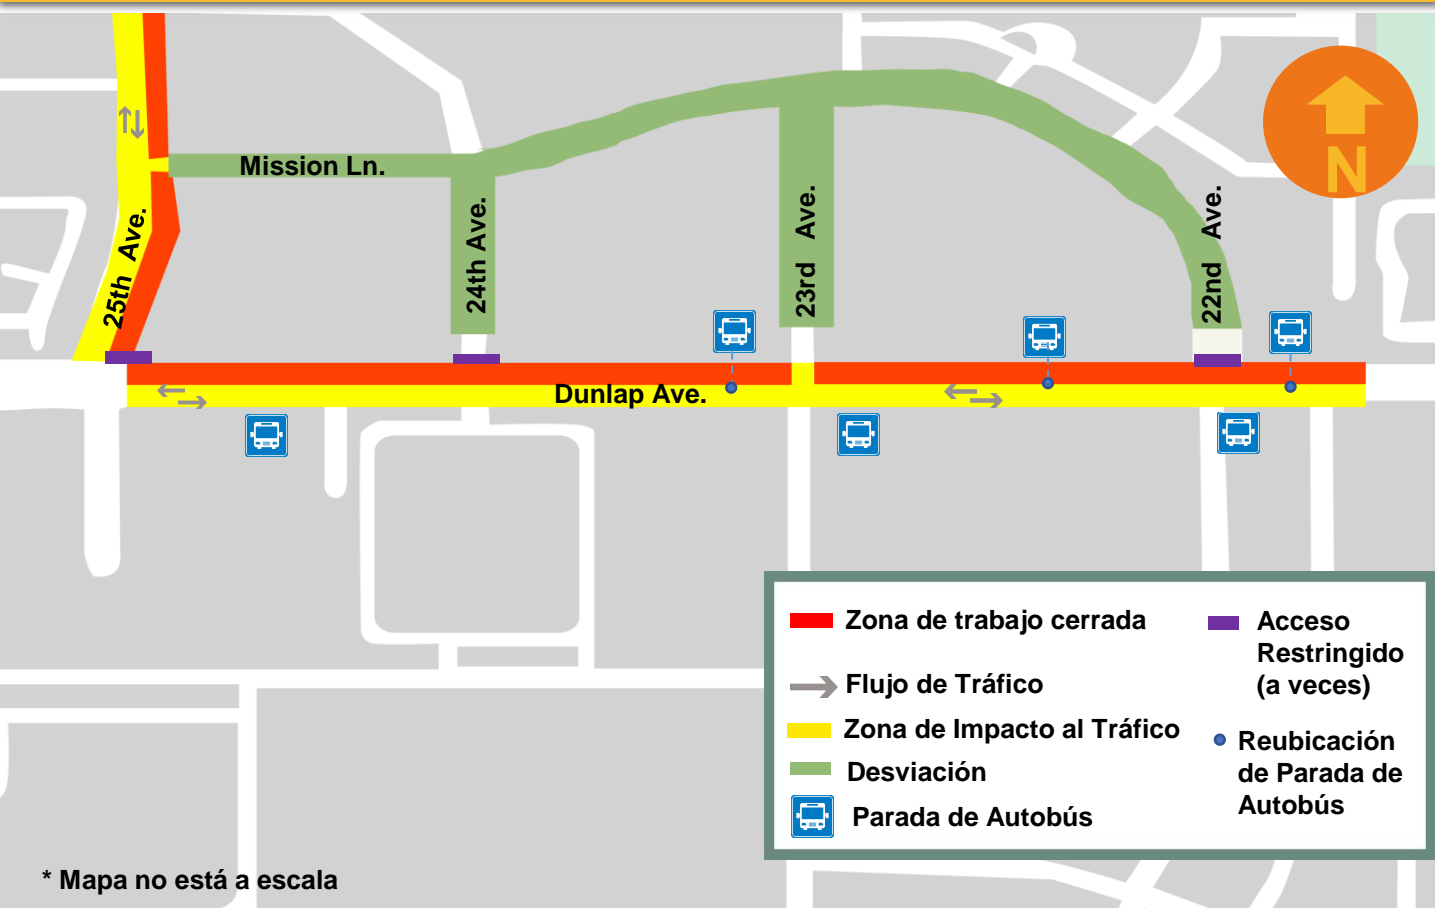 N
Mission Ln.
25th Ave.
24th Ave.
23rd Ave.
22nd Ave.
Dunlap Ave.
Zona de trabajo cerrada
Flujo de Tráfico
Zona de Impacto al Tráfico
Desviación
Parada de Autobús
Acceso
Restringido
(a veces)
Reubicación
de Parada de
Autobús
* Mapa no está a escala